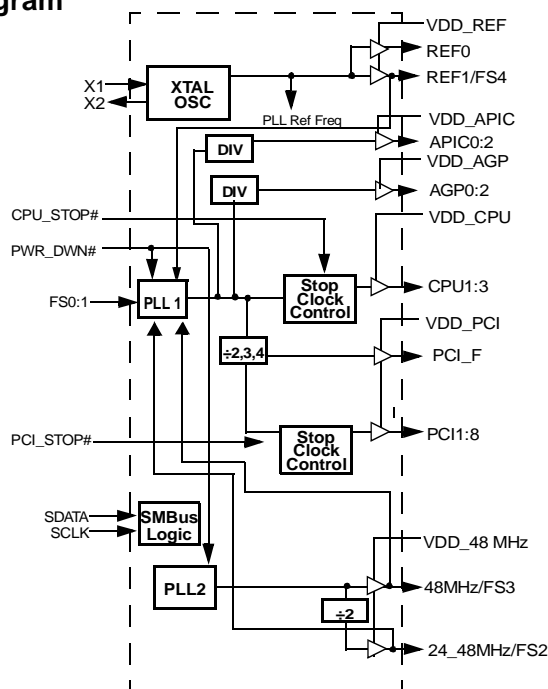 gram
VDD_REF
REF0
X1
X2
XTAL
OSC
REF1/FS4
PLL Ref Freq
VDD_APIC
DIV
APIC0:2
VDD_AGP
DIV
AGP0:2
CPU_STOP#
VDD_CPU
PWR_DWN#
FS0:1
PLL 1
Stop
Clock
Control
CPU1:3
VDD_PCI
÷2,3,4
PCI_F
PCI_STOP#
Stop
Clock
Control
PCI1:8
SDATA
SCLK
SMBus
Logic
VDD_48 MHz
PLL2
48MHz/FS3
÷2
24_48MHz/FS2